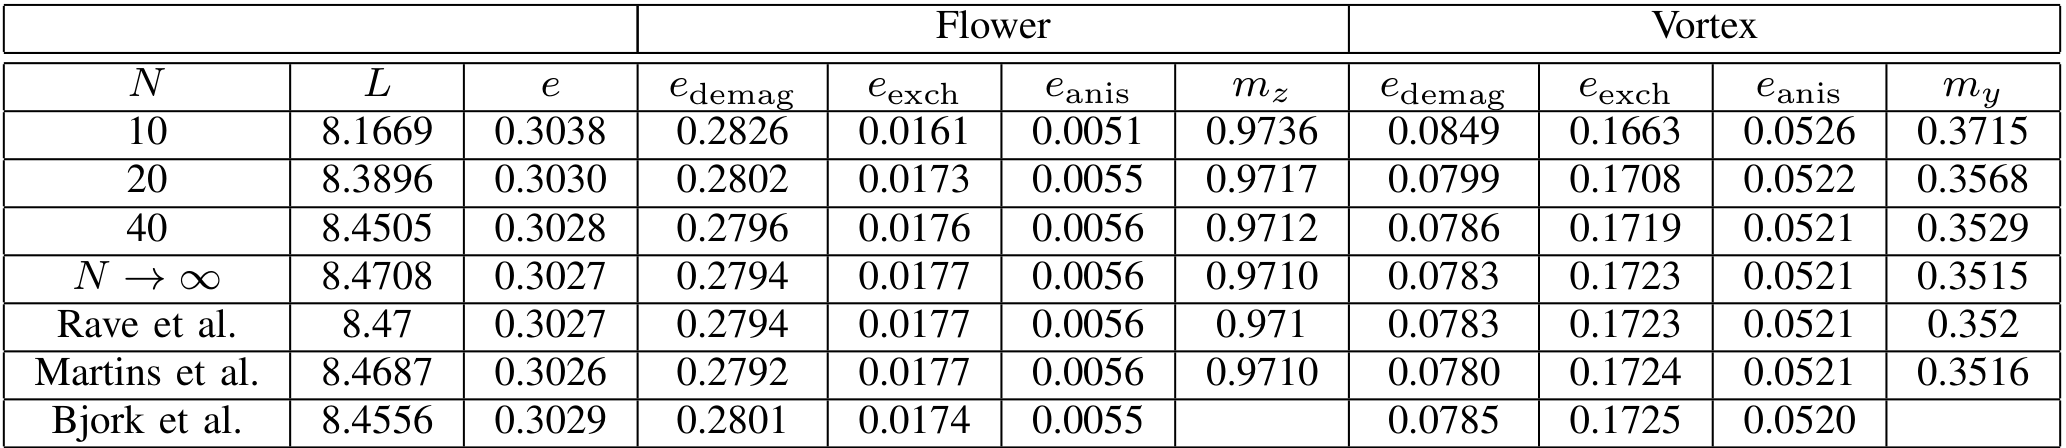 Flower Vortex
N L e e_demag e_exch e_anis m_z e_demag e_exch e_anis m_y
10 8.1669 0.3038 0.2826 0.0161 0.0051 0.9736 0.0849 0.1663 0.0526 0.3715
20 8.3896 0.3030 0.2802 0.0173 0.0055 0.9717 0.0799 0.1708 0.0522 0.3568
40 8.4505 0.3028 0.2796 0.0176 0.0056 0.9712 0.0786 0.1719 0.0521 0.3529
N → ∞ 8.4708 0.3027 0.2794 0.0177 0.0056 0.9710 0.0783 0.1723 0.0521 0.3515
Rave et al. 8.47 0.3027 0.2794 0.0177 0.0056 0.971 0.0783 0.1723 0.0521 0.352
Martins et al. 8.4687 0.3026 0.2792 0.0177 0.0056 0.9710 0.0780 0.1724 0.0521 0.3516
Bjork et al. 8.4556 0.3029 0.2801 0.0174 0.0055 0.0785 0.1725 0.0520